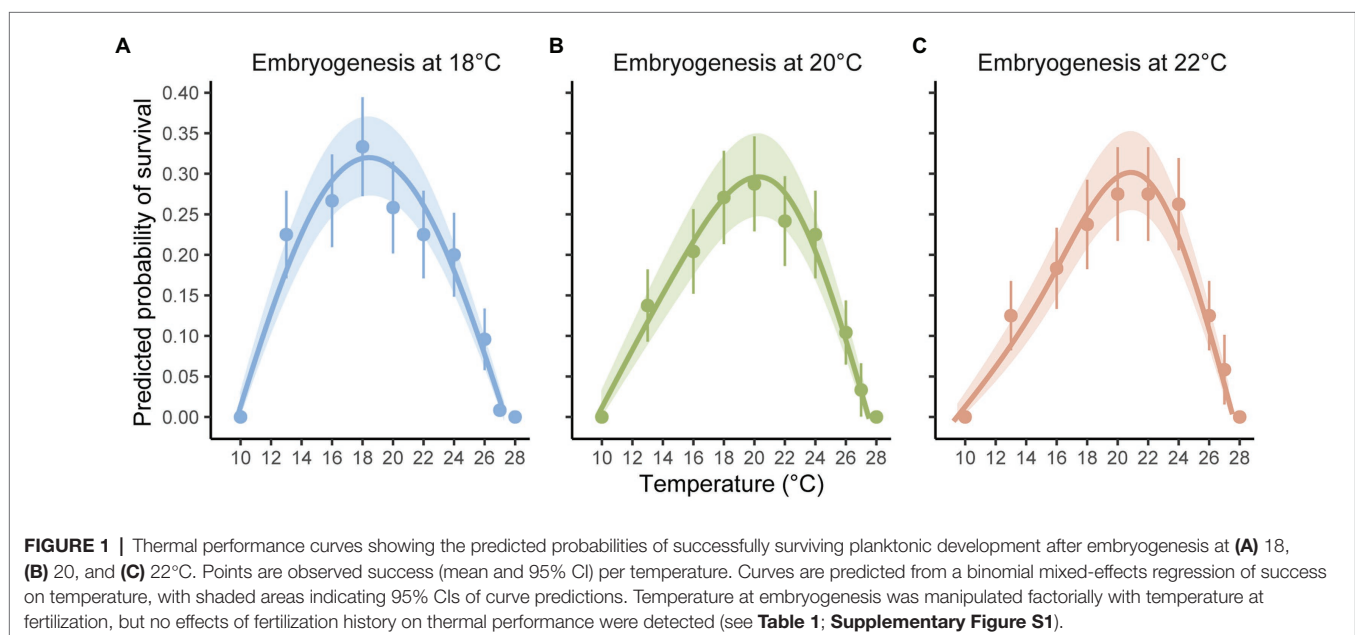 A
B
C
Embryogenesis at 18°C
Embryogenesis at 20°C
Embryogenesis at 22°C
Predicted probability of survival
0.40
0.35
0.30
0.25
0.20
0.15
0.10
0.05
0.00
10 12 14 16 18 20 22 24 26 28
10 12 14 16 18 20 22 24 26 28
10 12 14 16 18 20 22 24 26 28
Temperature (°C)
FIGURE 1 | Thermal performance curves showing the predicted probabilities of successfully surviving planktonic development after embryogenesis at (A) 18,
(B) 20, and (C) 22°C. Points are observed success (mean and 95% CI) per temperature. Curves are predicted from a binomial mixed-effects regression of success
on temperature, with shaded areas indicating 95% CIs of curve predictions. Temperature at embryogenesis was manipulated factorially with temperature at
fertilization, but no effects of fertilization history on thermal performance were detected (see Table 1; Supplementary Figure S1).